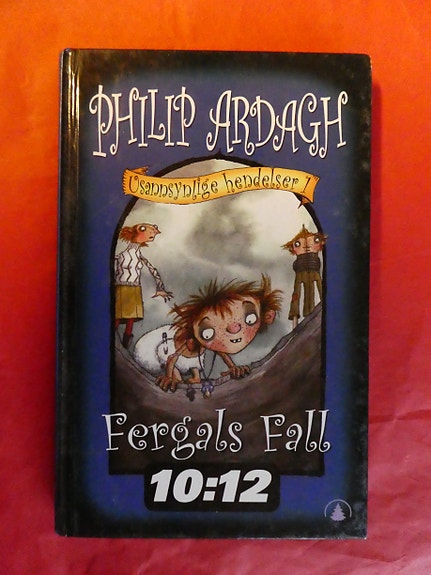 PHILIP ARDAGH
Usannsynlige hendelser 1
Fergals Fall
10:12